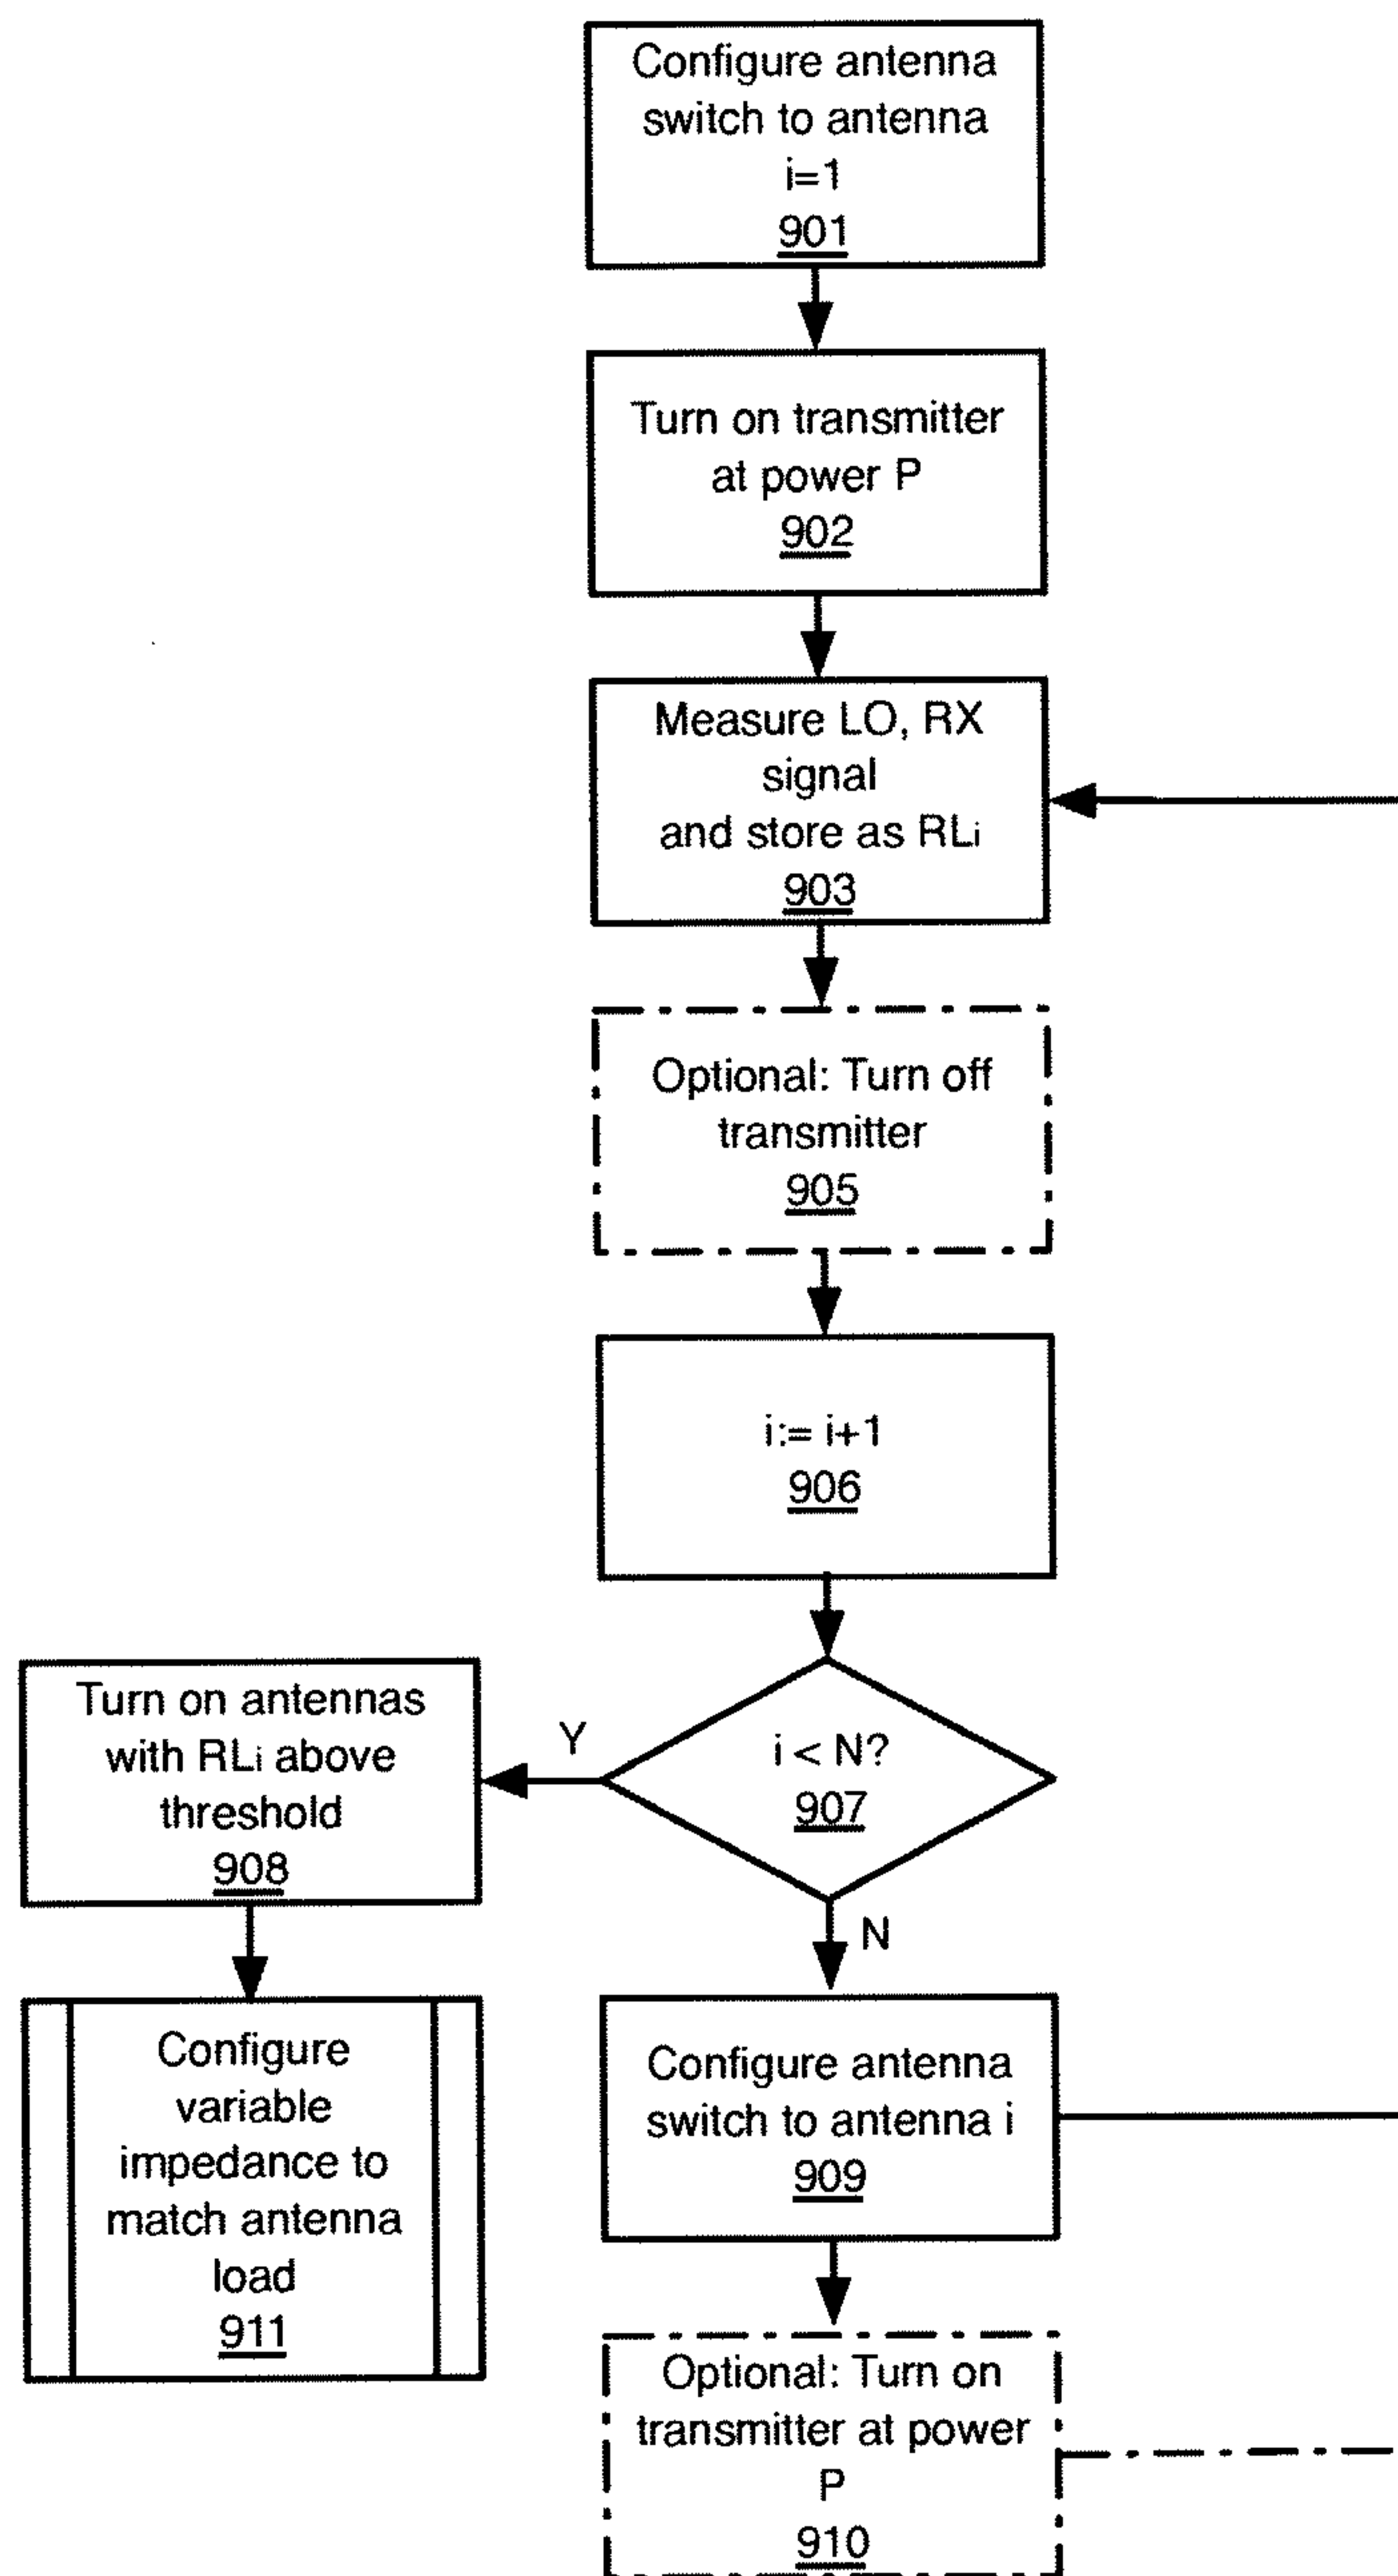 Configure antenna
switch to antenna
i=1
901
Turn on transmitter
at power P
902
Measure LO, RX
signal
and store as RLi
903
Optional: Turn off
transmitter
905
i:= i+1
906
i < N?
907
Y
N
Turn on antennas
with RLi above
threshold
908
Configure
variable
impedance to
match antenna
load
911
Configure antenna
switch to antenna i
909
Optional: Turn on
transmitter at power
P
910